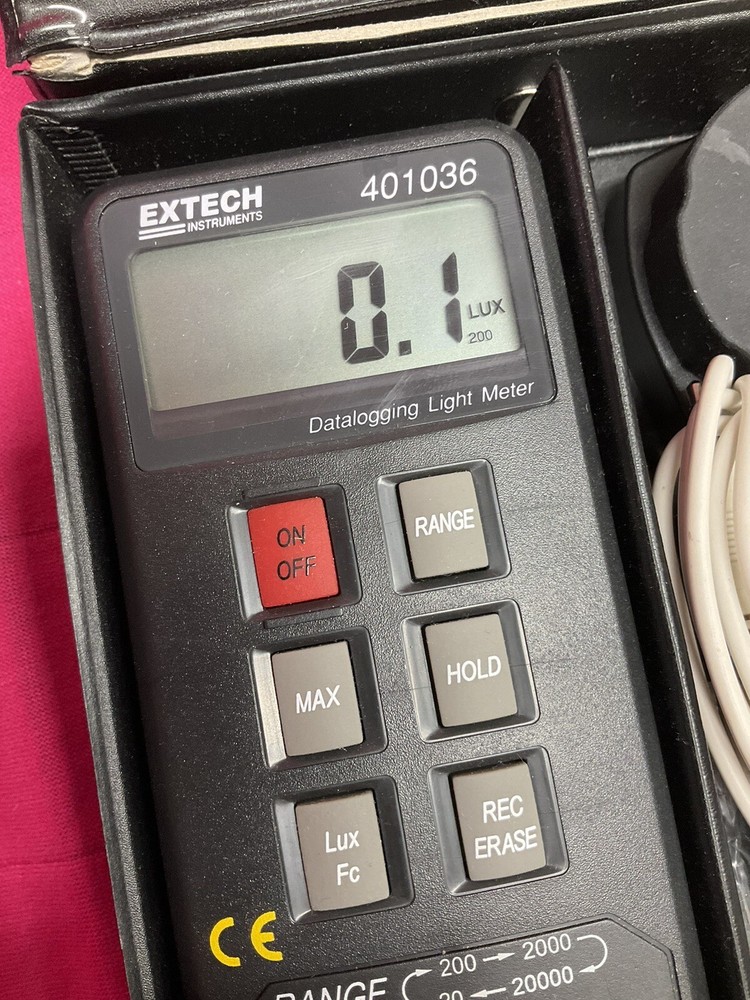 EXTECH
INSTRUMENTS
401036
0.1
LUX
200
Datalogging Light Meter
ON
OFF
RANGE
MAX
HOLD
Lux
Fc
REC
ERASE
CE
RANGE
200 → 2000
20 ← 20000